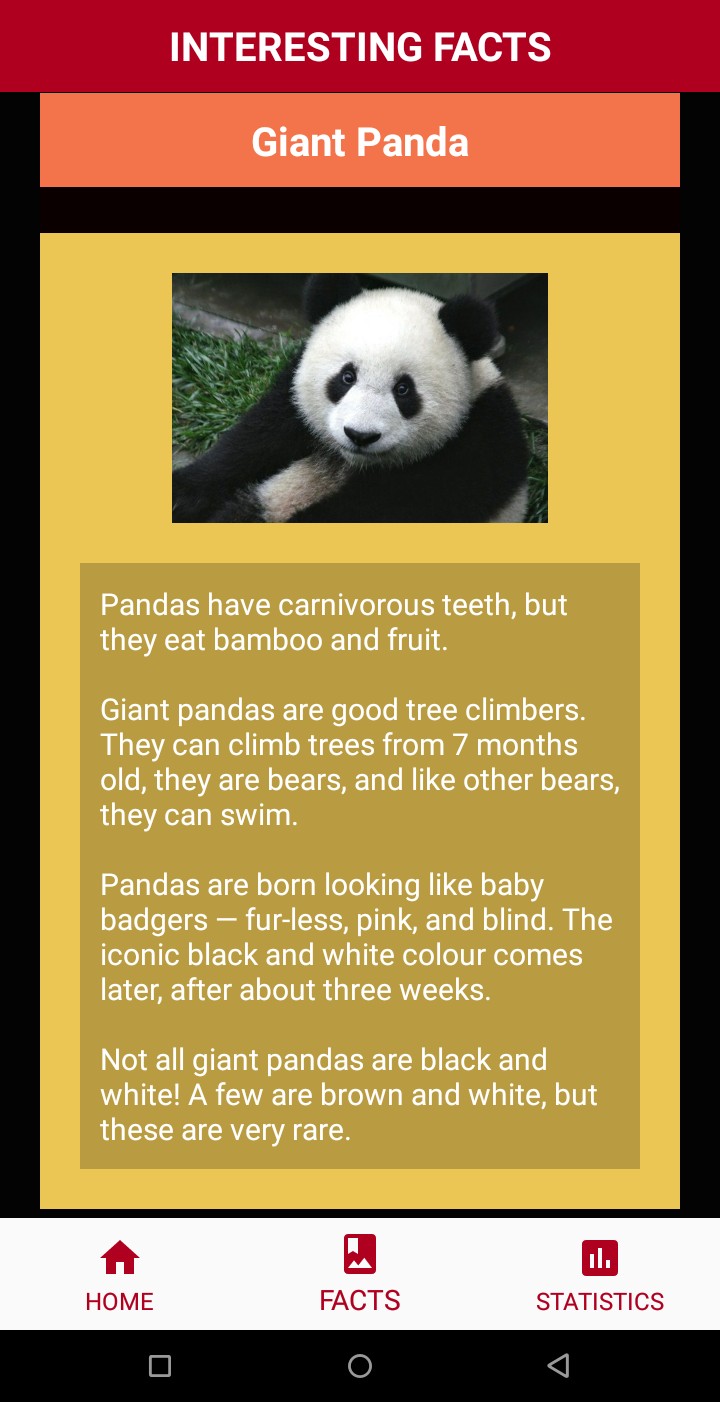 INTERESTING FACTS
Giant Panda
Pandas have carnivorous teeth, but
they eat bamboo and fruit.
Giant pandas are good tree climbers.
They can climb trees from 7 months
old, they are bears, and like other bears,
they can swim.
Pandas are born looking like baby
badgers — fur-less, pink, and blind. The
iconic black and white colour comes
later, after about three weeks.
Not all giant pandas are black and
white! A few are brown and white, but
these are very rare.
HOME
FACTS
STATISTICS